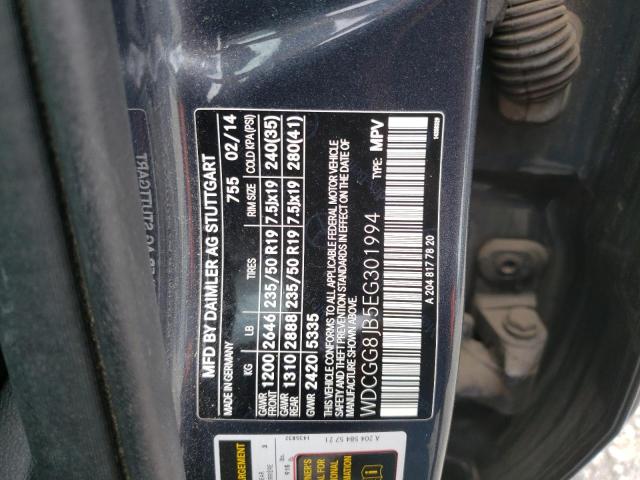 MFD BY DAIMLER AG STUTTGART
MADE IN GERMANY 755 02/14
KG LB TIRES RIM SIZE COLD KPA(PSI)
GAWR FRONT 1200 2646 235/50 R19 7.5Jx19 240(35)
GAWR REAR 1310 2888 235/50 R19 7.5Jx19 280(41)
GVWR 2420 5335
THIS VEHICLE CONFORMS TO ALL APPLICABLE FEDERAL MOTOR VEHICLE
SAFETY AND THEFT PREVENTION STANDARDS IN EFFECT ON THE DATE OF
MANUFACTURE SHOWN ABOVE.
WDCGG8JB5EG301994 TYPE: MPV
A 204 817 78 20
A 204 584 57 21
1435832